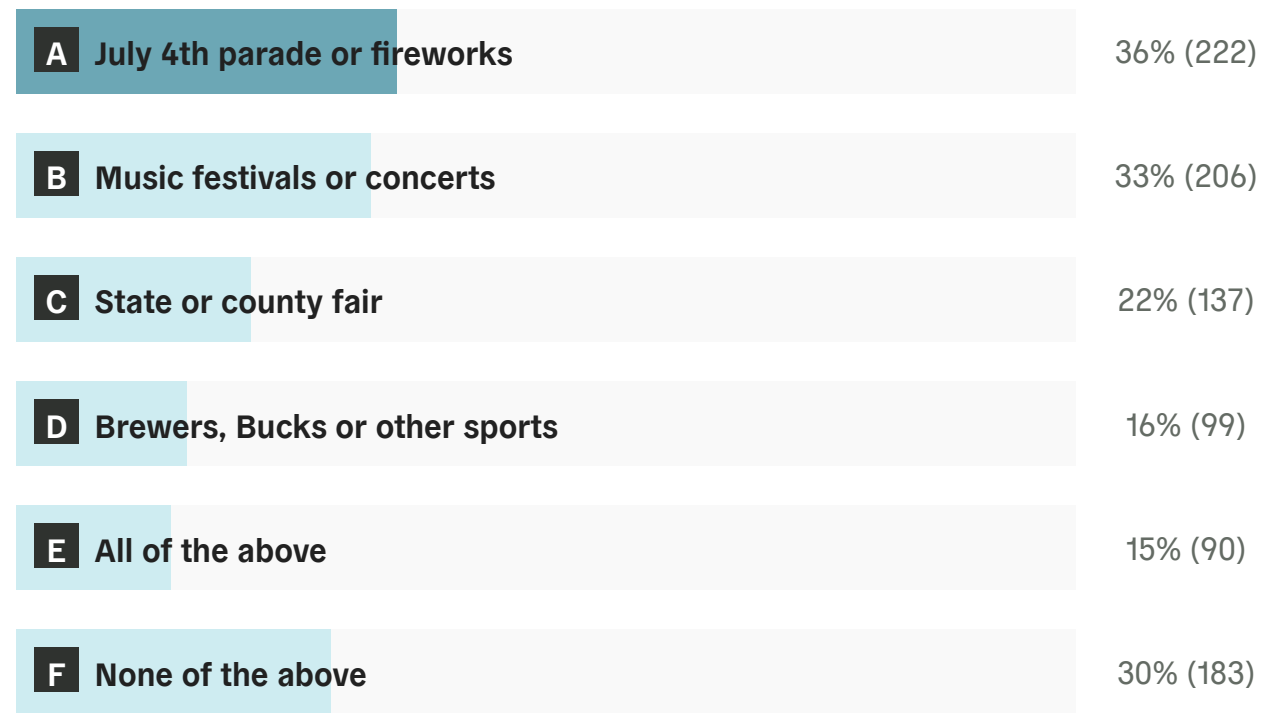 A July 4th parade or fireworks 36% (222)
B Music festivals or concerts 33% (206)
C State or county fair 22% (137)
D Brewers, Bucks or other sports 16% (99)
E All of the above 15% (90)
F None of the above 30% (183)